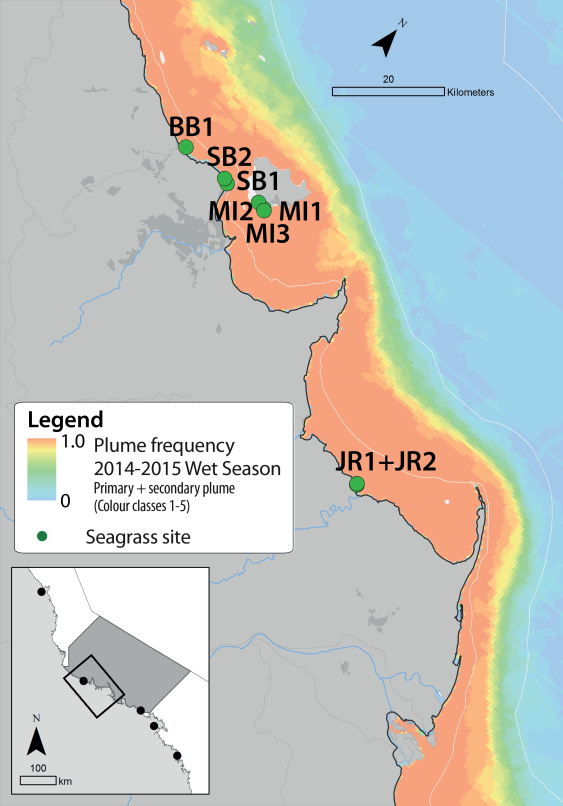 N
20
Kilometers
BB1
SB2
SB1
MI2
MI1
MI3
JR1+JR2
Legend
1.0
Plume frequency
2014-2015 Wet Season
Primary + secondary plume
0
(Colour classes 1-5)
Seagrass site
N
100
km